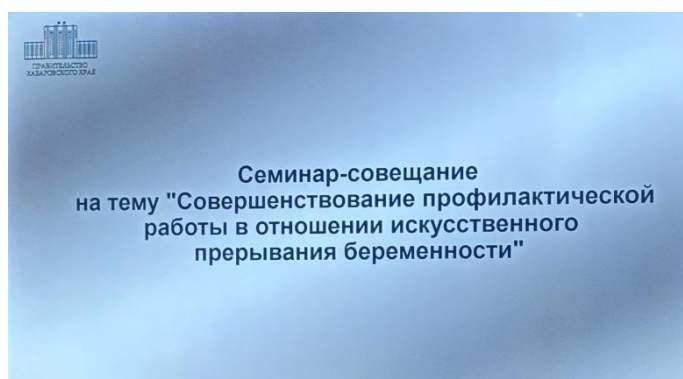 ПРАВИТЕЛЬСТВО
ХАБАРОВСКОГО КРАЯ
Семинар-совещание
на тему "Совершенствование профилактической
работы в отношении искусственного
прерывания беременности"